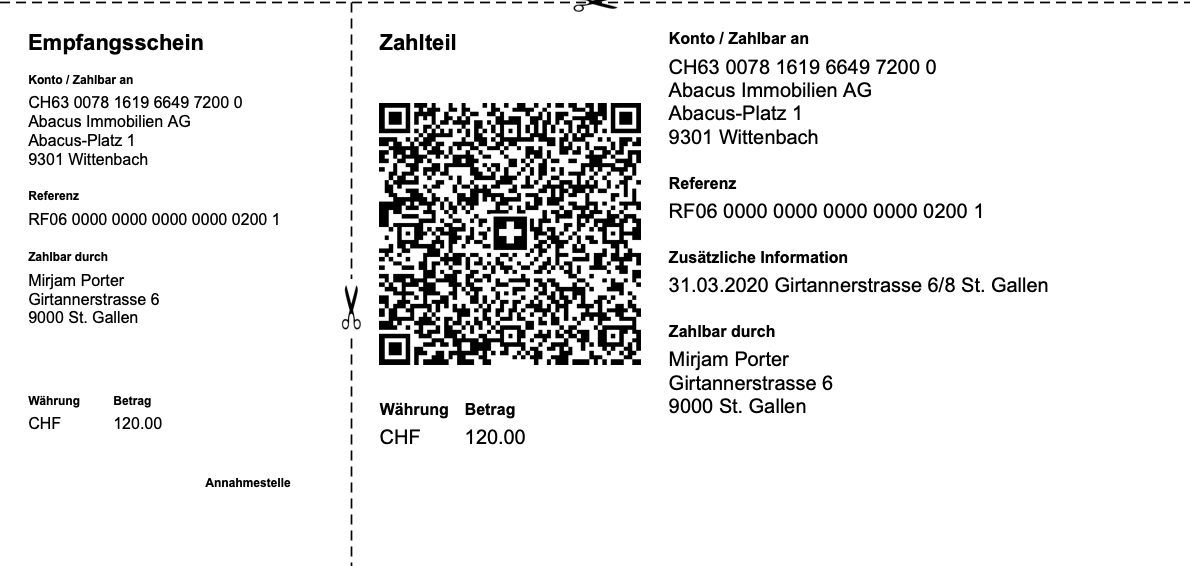 Empfangsschein
Konto / Zahlbar an
CH63 0078 1619 6649 7200 0
Abacus Immobilien AG
Abacus-Platz 1
9301 Wittenbach
Referenz
RF06 0000 0000 0000 0000 0200 1
Zahlbar durch
Mirjam Porter
Girtannerstrasse 6
9000 St. Gallen
Währung Betrag
CHF 120.00
Annahmestelle
Zahlteil
Währung Betrag
CHF 120.00
Konto / Zahlbar an
CH63 0078 1619 6649 7200 0
Abacus Immobilien AG
Abacus-Platz 1
9301 Wittenbach
Referenz
RF06 0000 0000 0000 0000 0200 1
Zusätzliche Information
31.03.2020 Girtannerstrasse 6/8 St. Gallen
Zahlbar durch
Mirjam Porter
Girtannerstrasse 6
9000 St. Gallen